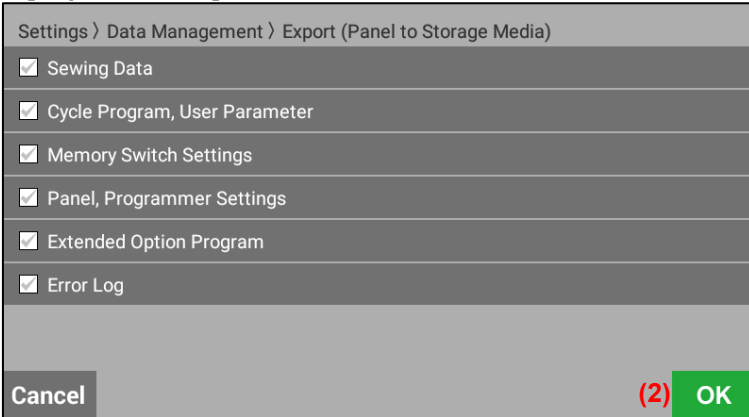 Settings 〉 Data Management 〉 Export (Panel to Storage Media)
Sewing Data
Cycle Program, User Parameter
Memory Switch Settings
Panel, Programmer Settings
Extended Option Program
Error Log
Cancel (2) OK